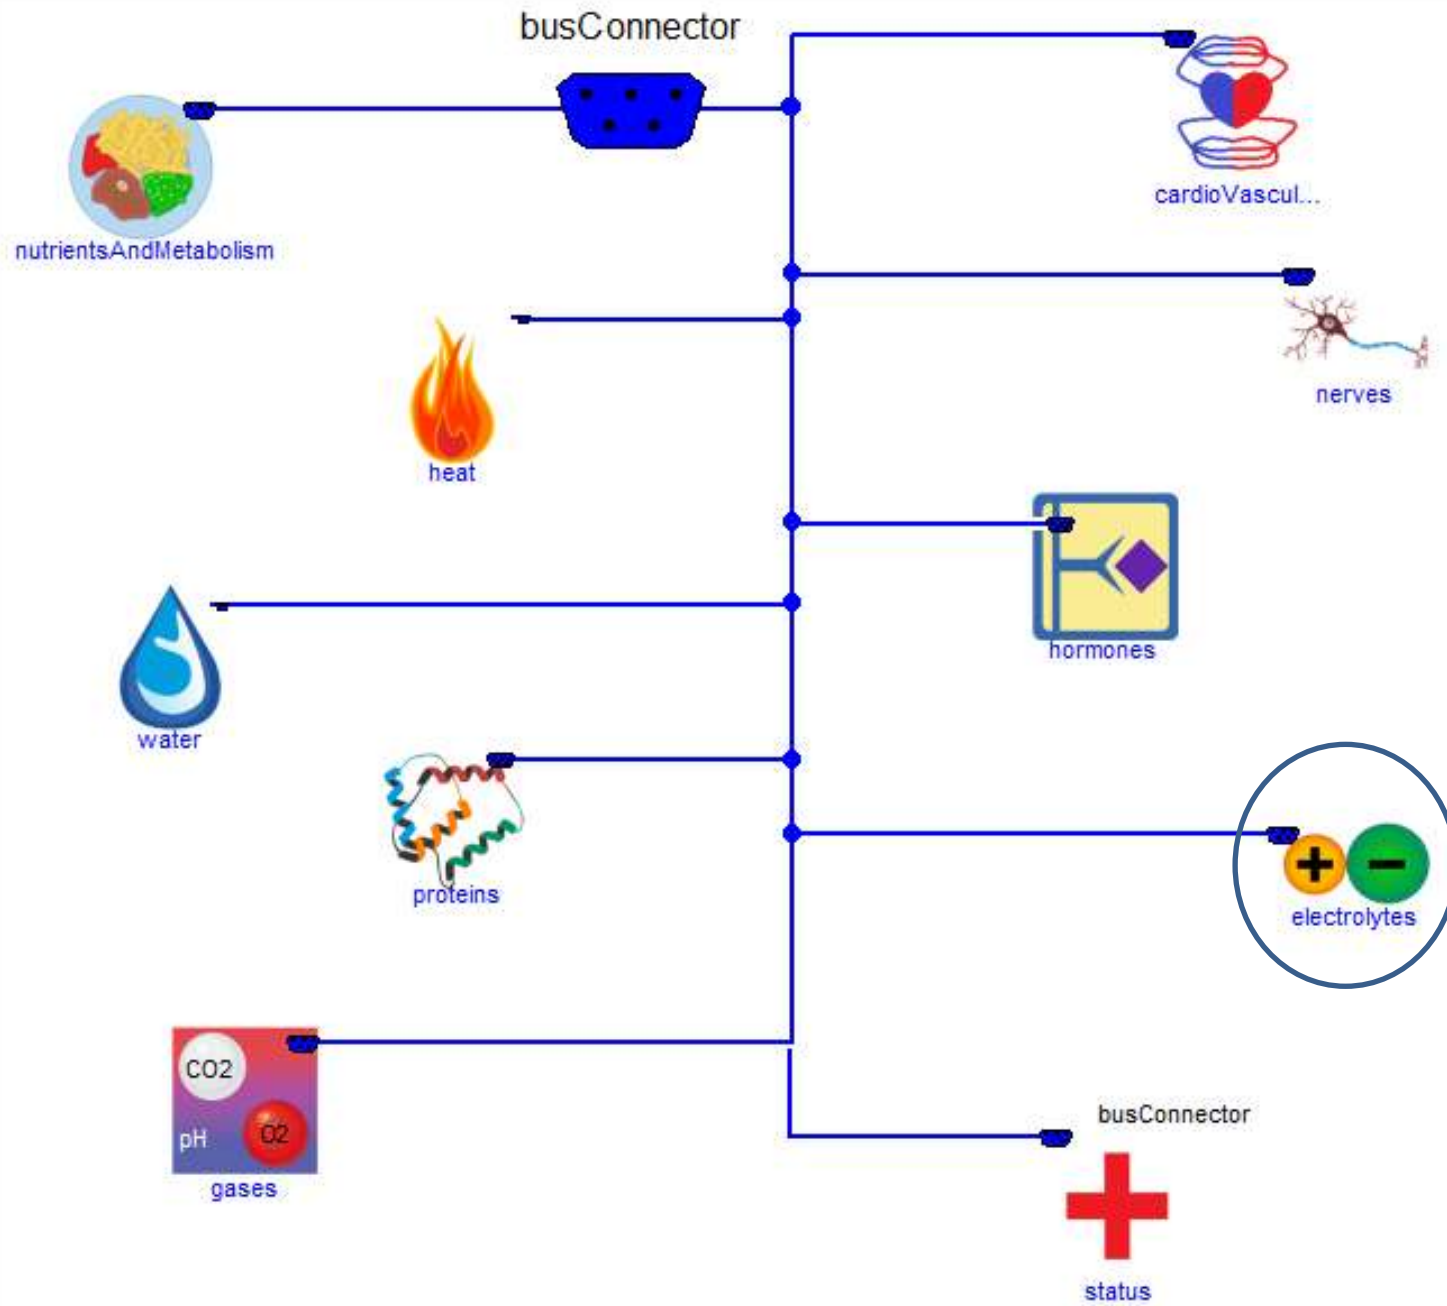 busConnector
cardioVascul...
nutrientsAndMetabolism
nerves
heat
hormones
water
proteins
electrolytes
CO2
O2
pH
gases
busConnector
status